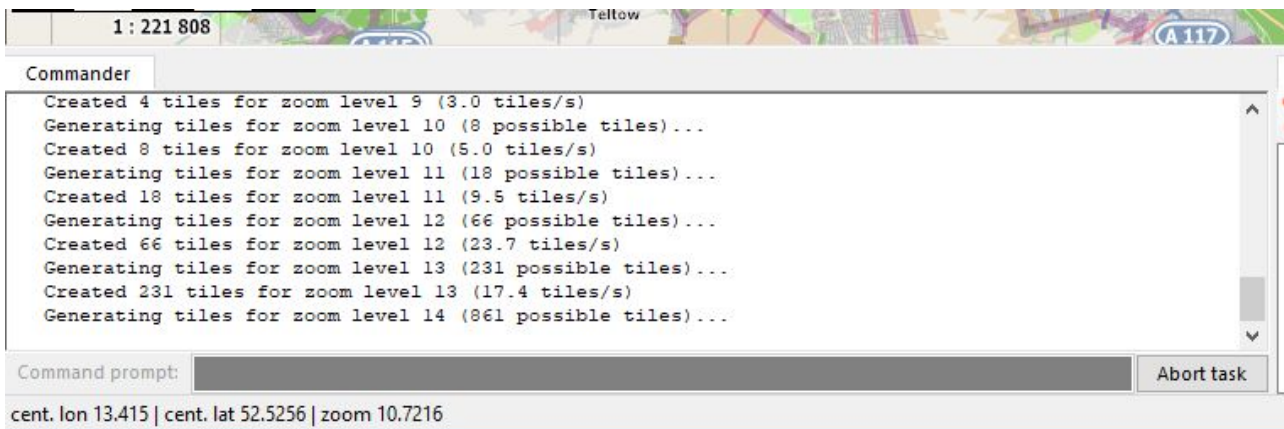 Teltow
1 : 221 808
A 115
A 117
Commander
Created 4 tiles for zoom level 9 (3.0 tiles/s)
Generating tiles for zoom level 10 (8 possible tiles)...
Created 8 tiles for zoom level 10 (5.0 tiles/s)
Generating tiles for zoom level 11 (18 possible tiles)...
Created 18 tiles for zoom level 11 (9.5 tiles/s)
Generating tiles for zoom level 12 (66 possible tiles)...
Created 66 tiles for zoom level 12 (23.7 tiles/s)
Generating tiles for zoom level 13 (231 possible tiles)...
Created 231 tiles for zoom level 13 (17.4 tiles/s)
Generating tiles for zoom level 14 (861 possible tiles)...
Command prompt:
Abort task
cent. lon 13.415 | cent. lat 52.5256 | zoom 10.7216